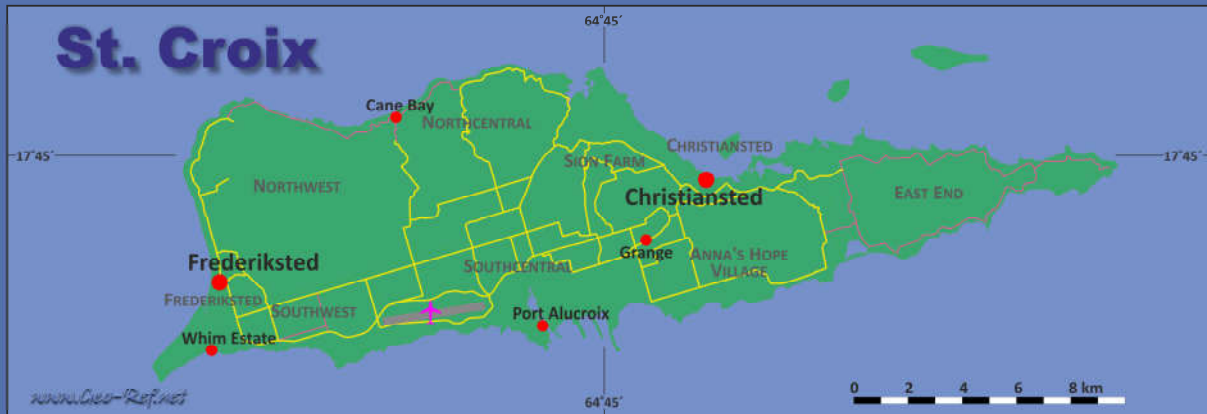 64°45´
St. Croix
Cane Bay
NORTHCENTRAL
CHRISTIANSTED
17°45´
17°45´
SION FARM
NORTHWEST
Christiansted
EAST END
Grange
ANNA'S HOPE
VILLAGE
Frederiksted
SOUTHCENTRAL
FREDERIKSTED
SOUTHWEST
Port Alucroix
Whim Estate
www.Geo-Ref.net
64°45´
0 2 4 6 8 km